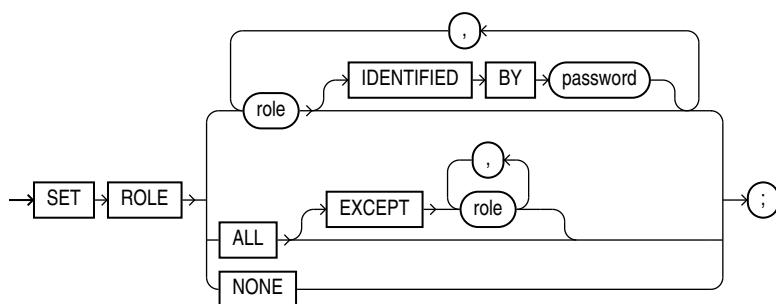 ,
IDENTIFIED BY password
role
,
SET ROLE EXCEPT role ;
ALL
NONE